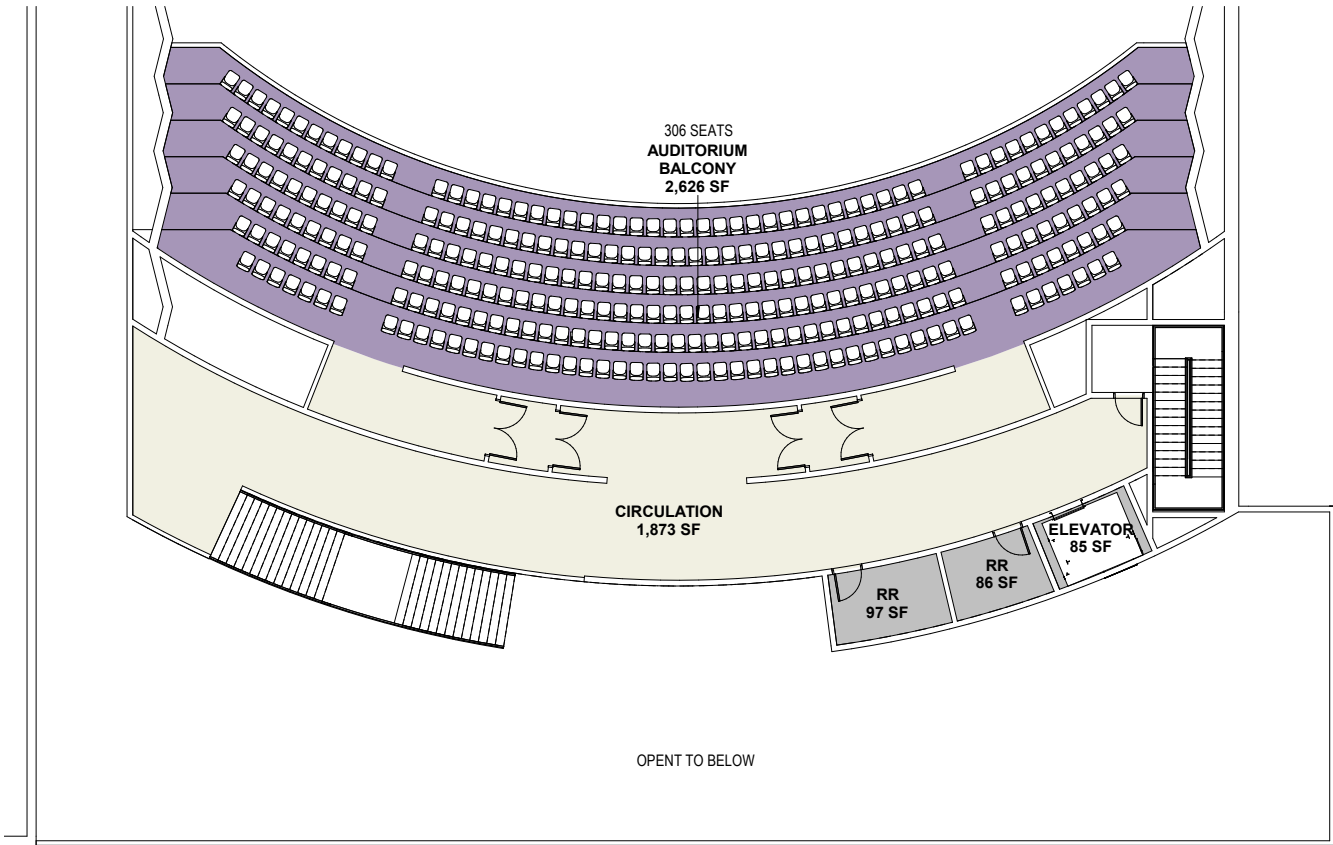 306 SEATS
AUDITORIUM
BALCONY
2,626 SF
CIRCULATION
1,873 SF
ELEVATOR
85 SF
RR
86 SF
RR
97 SF
OPENT TO BELOW